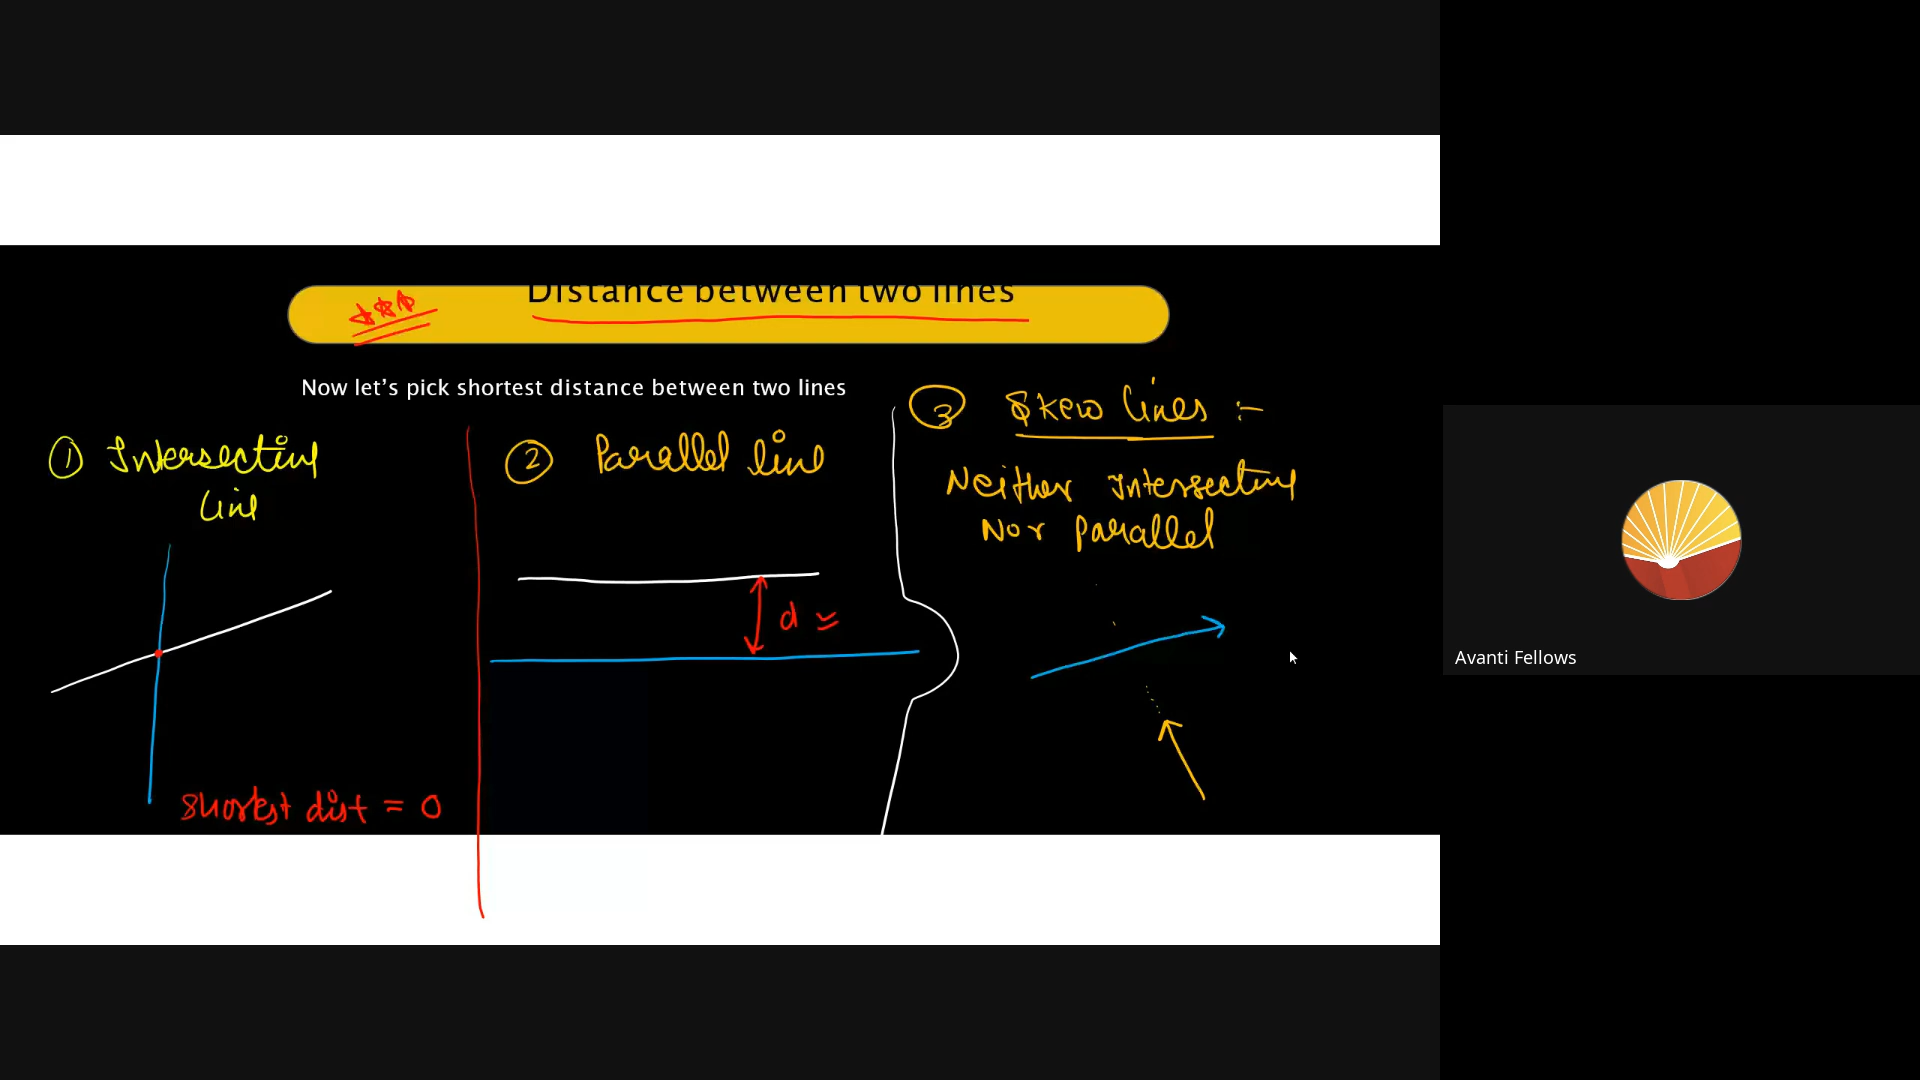 Distance between two lines
Now let’s pick shortest distance between two lines
① Intersecting
line
shortest dist = 0
② Parallel line
d =
③ Skew lines :-
Neither Intersecting
Nor parallel
Avanti Fellows